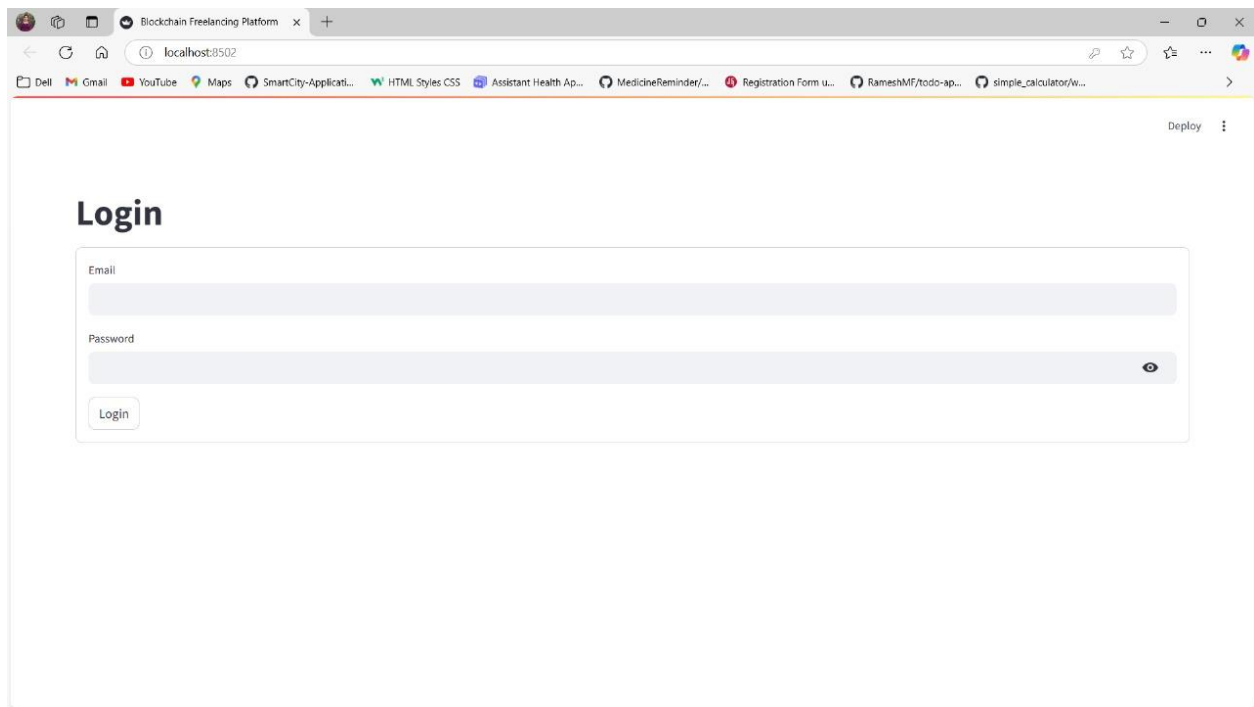 Blockchain Freelancing Platform
localhost:8502
Dell Gmail YouTube Maps SmartCity-Applicati... HTML Styles CSS Assistant Health Ap... MedicineReminder/... Registration Form u... RameshMF/todo-ap... simple_calculator/w...
Deploy
Login
Email
Password
Login